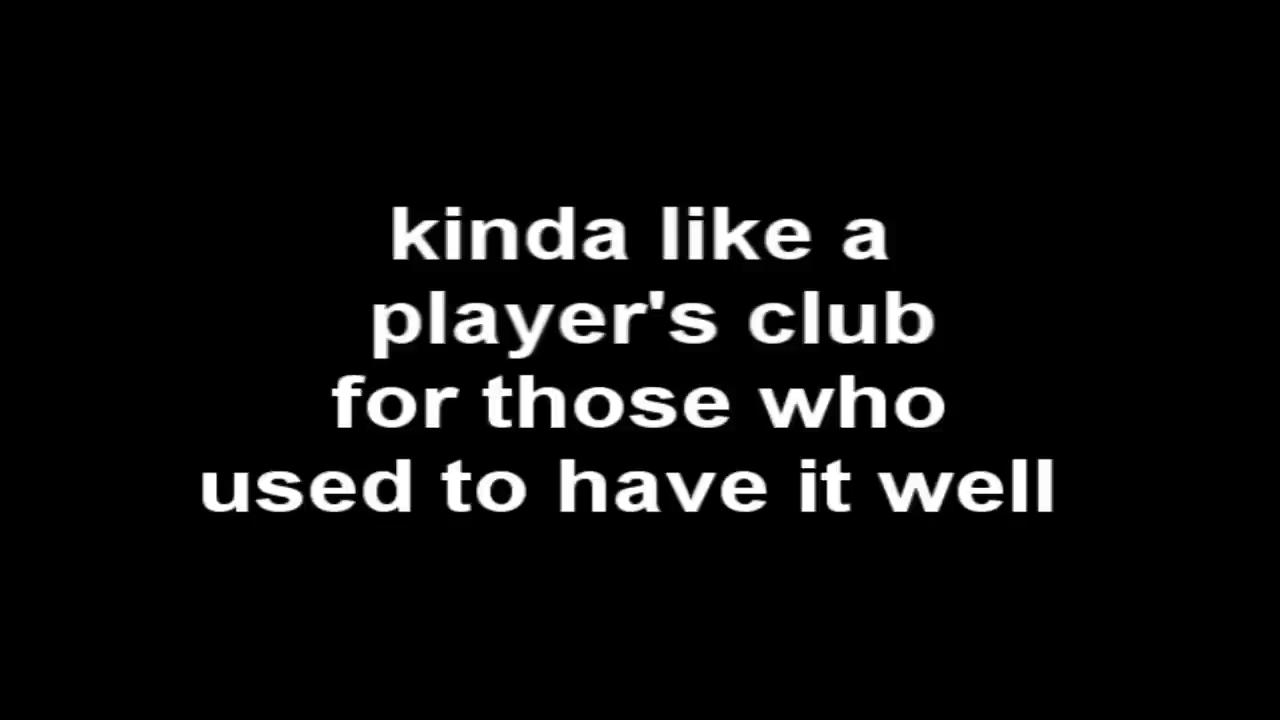 kinda like a
player's club
for those who
used to have it well